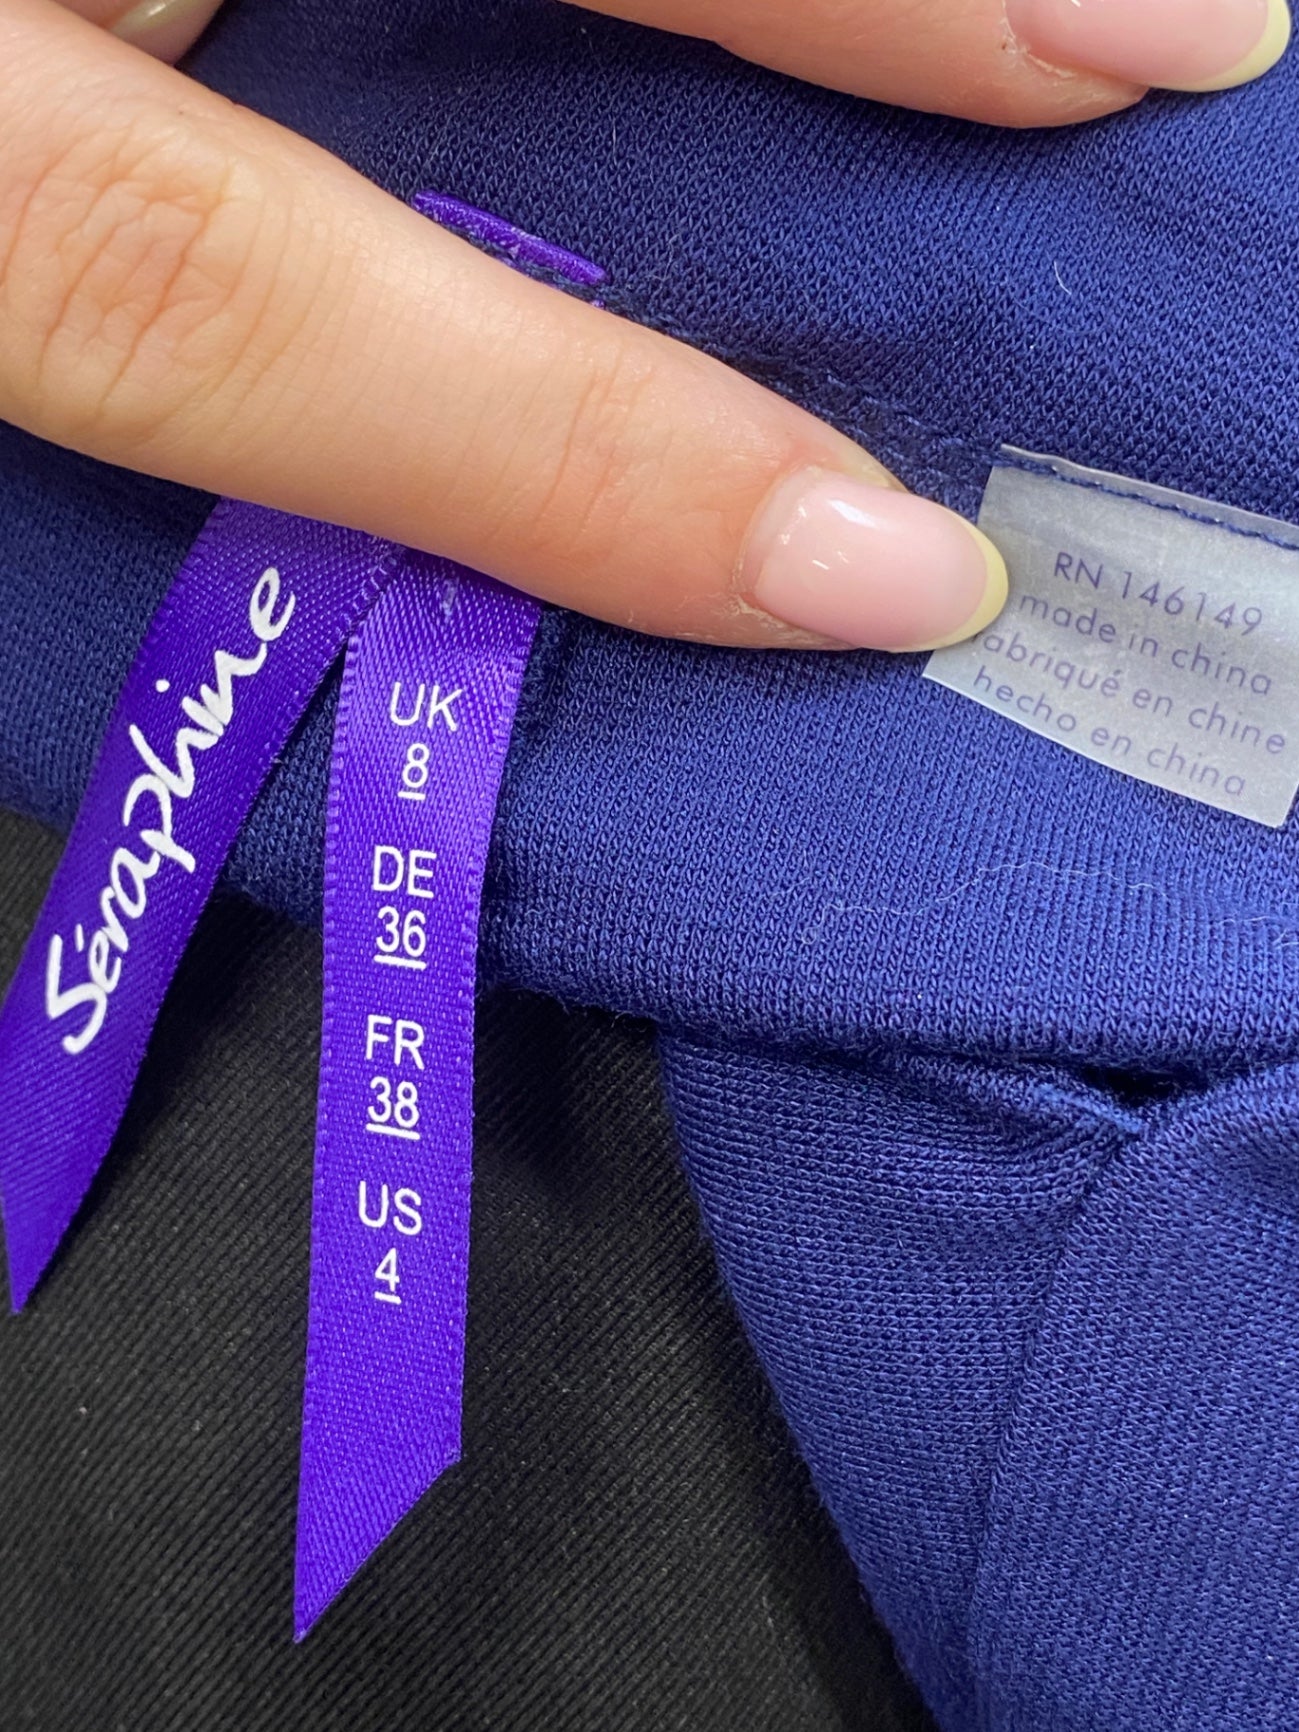 Séraphine
UK
8
DE
36
FR
38
US
4
RN 146149
made in china
fabriqué en chine
hecho en china